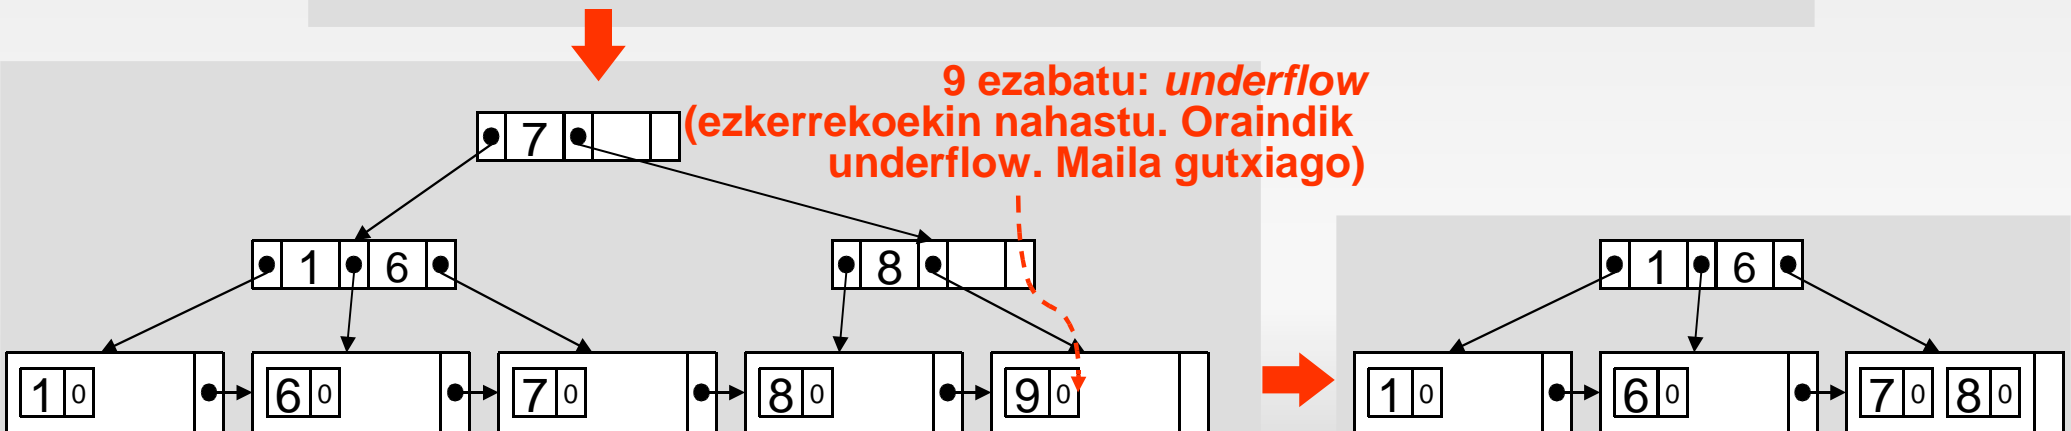 9 ezabatu: underflow
(ezkerrekoekin nahastu. Oraindik
underflow. Maila gutxiago)
7
1 6
8
1 6
1 0 6 0 7 0 8 0 9 0
1 0 6 0 7 0 8 0